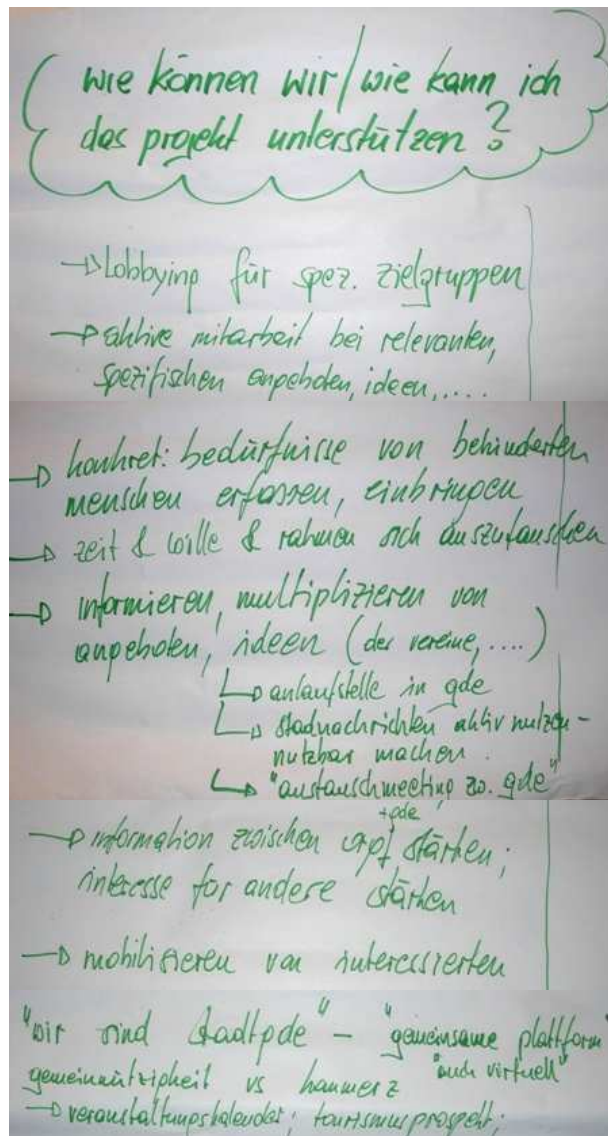 wie können wir/wie kann ich
das projekt unterstützen?
→ Lobbying für spez. zielgruppen
→ aktive mitarbeit bei relevanten,
spezifischen angeboten, ideen,....
→ konkret: bedürfnisse von behinderten
menschen erfassen, einbringen
→ zeit & wille & rahmen sich auszutauschen
→ informieren, multiplizieren von
angeboten, ideen (der vereine,....)
↳ anlaufstelle in gde
↳ stadnachrichten aktiv nutzen-
nutzbar machen
↳ "austauschmeeting zw. gde"
+gde
→ information zwischen stärken;
interesse für andere stärken
→ mobilisieren von interessierten
"wir sind stadtgde" - "gemeinsame plattform"
"auch virtuell"
gemeinnützigkeit vs kommerz
→ veranstaltungskalender; tourismusprospekt;